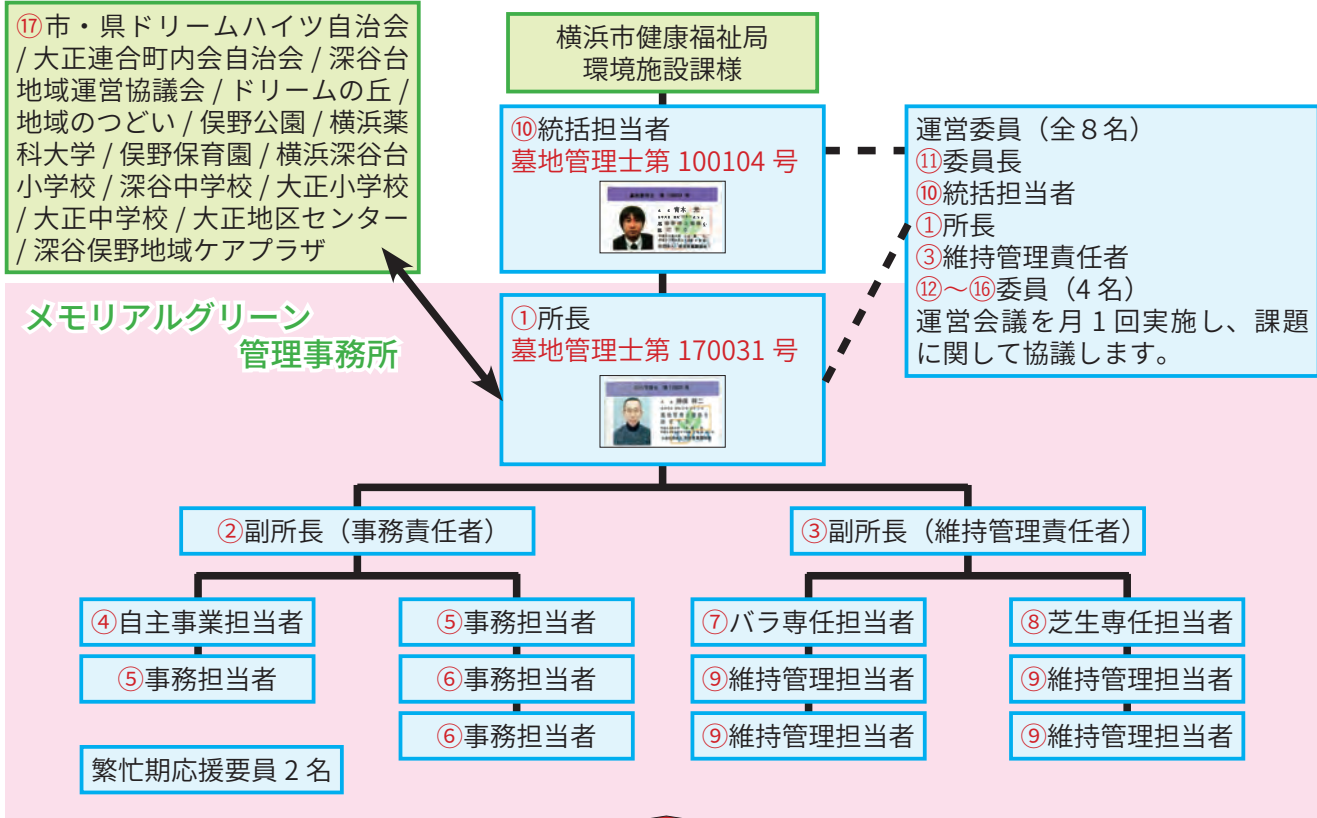 ⑰市・県ドリームハイツ自治会
/ 大正連合町内会自治会 / 深谷台
地域運営協議会 / ドリームの丘 /
地域のつどい / 俣野公園 / 横浜薬
科大学 / 俣野保育園 / 横浜深谷台
小学校 / 深谷中学校 / 大正小学校
/ 大正中学校 / 大正地区センター
/ 深谷俣野地域ケアプラザ
横浜市健康福祉局
環境施設課様
⑩統括担当者
墓地管理士第 100104 号
運営委員（全８名）
⑪委員長
⑩統括担当者
①所長
③維持管理責任者
⑫～⑯委員（4 名）
運営会議を月 1 回実施し、課題
に関して協議します。
メモリアルグリーン
管理事務所
①所長
墓地管理士第 170031 号
②副所長（事務責任者）
③副所長（維持管理責任者）
④自主事業担当者
⑤事務担当者
⑦バラ専任担当者
⑧芝生専任担当者
⑤事務担当者
⑥事務担当者
⑨維持管理担当者
⑨維持管理担当者
⑥事務担当者
⑨維持管理担当者
⑨維持管理担当者
繁忙期応援要員 2 名